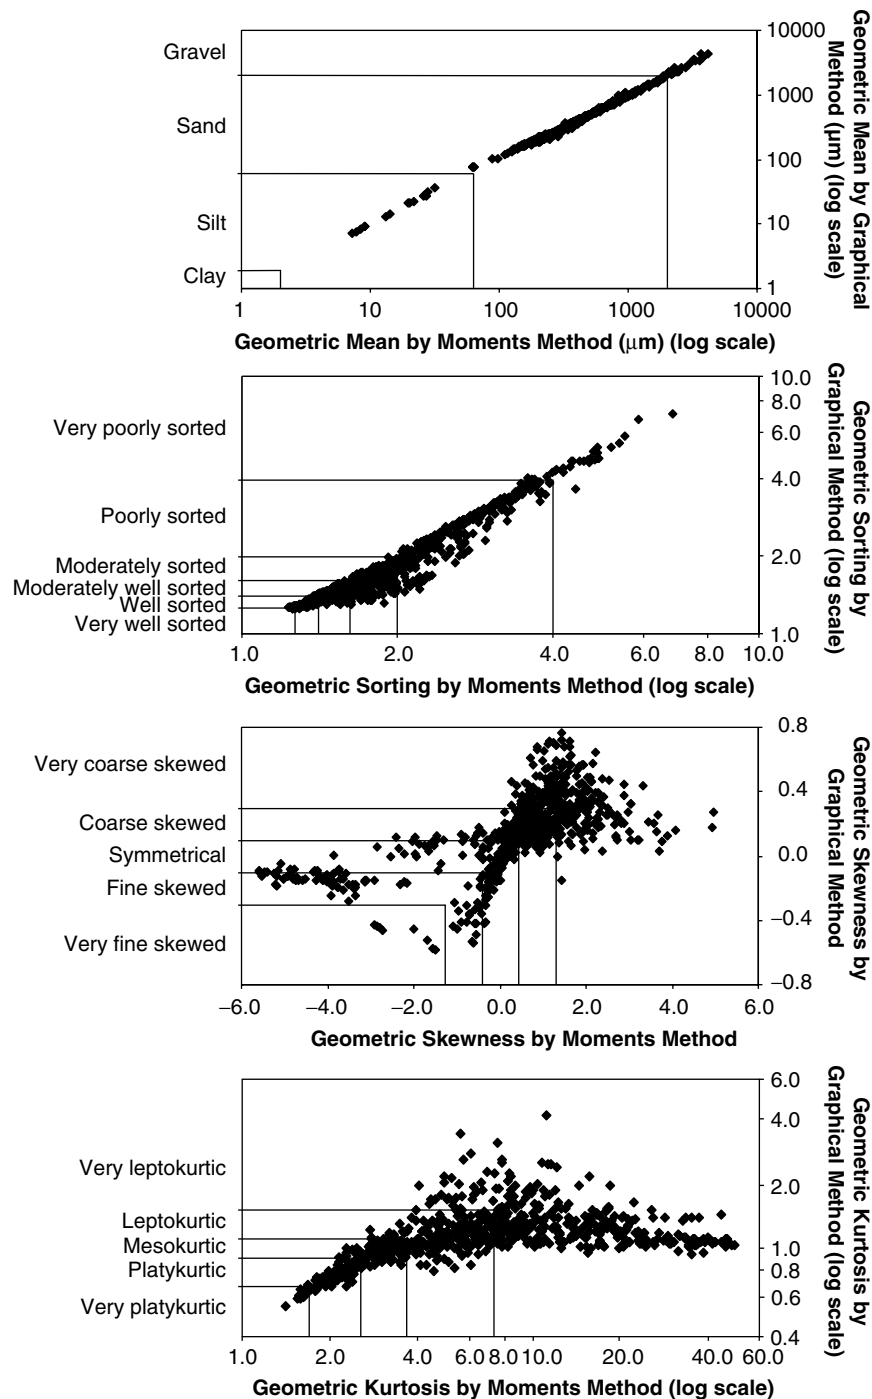 Gravel
Sand
Silt
Clay
10000
1000
100
10
1
Geometric Mean by Graphical
Method (μm) (log scale)
1
10
100
1000
10000
Geometric Mean by Moments Method (μm) (log scale)
Very poorly sorted
Poorly sorted
Moderately sorted
Moderately well sorted
Well sorted
Very well sorted
10.0
8.0
6.0
4.0
2.0
1.0
Geometric Sorting by
Graphical Method (log scale)
1.0
2.0
4.0
6.0
8.0
10.0
Geometric Sorting by Moments Method (log scale)
Very coarse skewed
Coarse skewed
Symmetrical
Fine skewed
Very fine skewed
0.8
0.4
0.0
−0.4
−0.8
Geometric Skewness by
Graphical Method
−6.0
−4.0
−2.0
0.0
2.0
4.0
6.0
Geometric Skewness by Moments Method
Very leptokurtic
Leptokurtic
Mesokurtic
Platykurtic
Very platykurtic
6.0
4.0
2.0
1.0
0.8
0.6
0.4
Geometric Kurtosis by
Graphical Method (log scale)
1.0
2.0
4.0
6.0
8.0
10.0
20.0
40.0
60.0
Geometric Kurtosis by Moments Method (log scale)